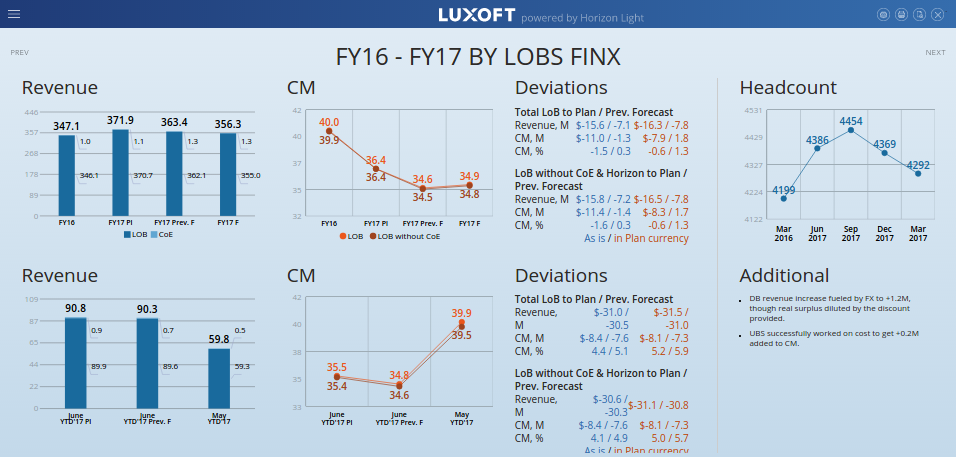 LUXOFT powered by Horizon Light
PREV
NEXT
FY16 - FY17 BY LOBS FINX
Revenue
446
357
268
178
89
0
347.1
371.9
363.4
356.3
1.0
1.1
1.3
1.3
346.1
370.7
362.1
355.0
FY16
FY17 Pl
FY17 Prev. F
FY17 F
LOB
CoE
CM
42
40
37
35
32
40.0
39.9
36.4
36.4
34.6
34.5
34.9
34.8
FY16
FY17 Pl
FY17 Prev. F
FY17 F
LOB
LOB without CoE
Deviations
Total LoB to Plan / Prev. Forecast
Revenue, M $-15.6 / -7.1 $-16.3 / -7.8
CM, M $-11.0 / -1.3 $-7.9 / 1.8
CM, % -1.5 / 0.3 -0.6 / 1.3
LoB without CoE & Horizon to Plan /
Prev. Forecast
Revenue, M $-15.8 / -7.2 $-16.5 / -7.8
CM, M $-11.4 / -1.4 $-8.3 / 1.7
CM, % -1.6 / 0.3 -0.6 / 1.3
As is / in Plan currency
Headcount
4531
4429
4327
4224
4122
4199
4386
4454
4369
4292
Mar
2016
Jun
2017
Sep
2017
Dec
2017
Mar
2017
Revenue
109
87
65
44
22
0
90.8
90.3
59.8
0.9
0.7
0.5
89.9
89.6
59.3
June
YTD'17 Pl
June
YTD'17 Prev. F
May
YTD'17
CM
42
40
38
35
33
35.5
35.4
34.8
34.6
39.9
39.5
June
YTD'17 Pl
June
YTD'17 Prev. F
May
YTD'17
Deviations
Total LoB to Plan / Prev. Forecast
Revenue, $-31.0 / $-31.5 /
M -30.5 -31.0
CM, M $-8.4 / -7.6 $-8.1 / -7.3
CM, % 4.4 / 5.1 5.2 / 5.9
LoB without CoE & Horizon to Plan /
Prev. Forecast
Revenue, $-30.6 / $-31.1 / -30.8
M -30.3
CM, M $-8.4 / -7.6 $-8.1 / -7.3
CM, % 4.1 / 4.9 5.0 / 5.7
As is / in Plan currency
Additional
• DB revenue increase fueled by FX to +1.2M,
though real surplus diluted by the discount
provided.
• UBS successfully worked on cost to get +0.2M
added to CM.